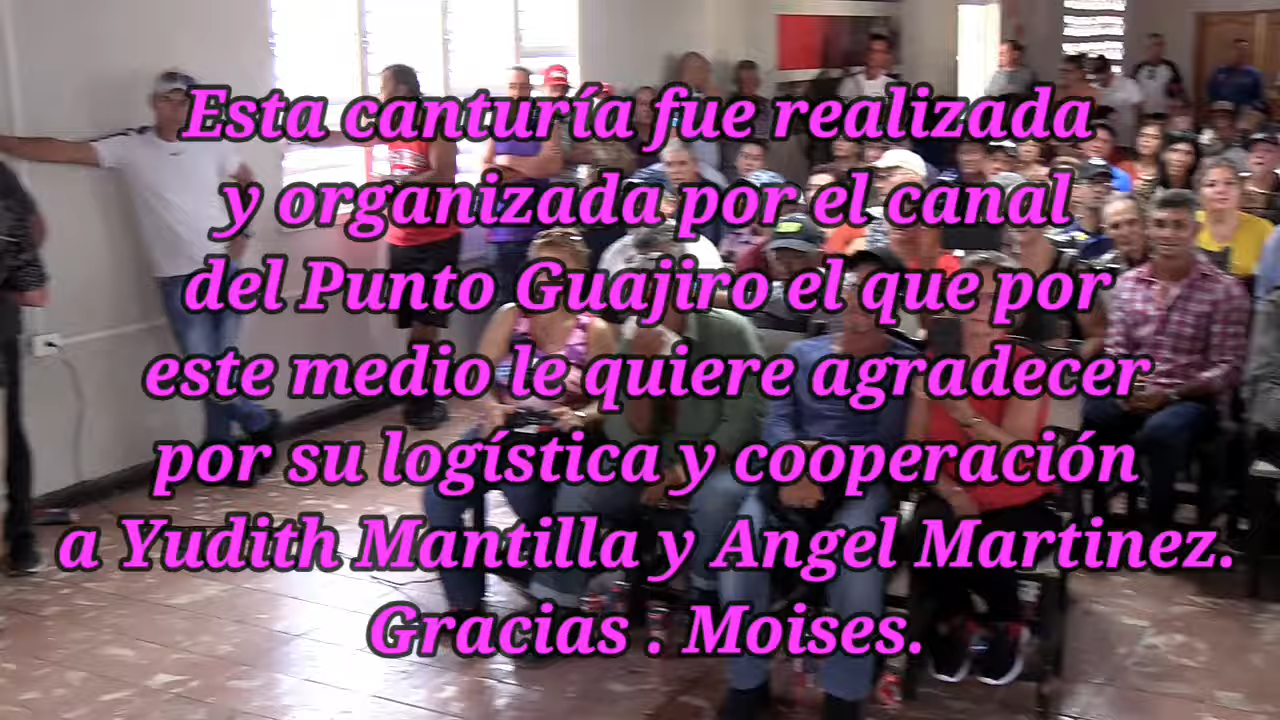 Esta canturía fue realizada
y organizada por el canal
del Punto Guajiro el que por
este medio le quiere agradecer
por su logística y cooperación
a Yudith Mantilla y Angel Martinez.
Gracias . Moises.